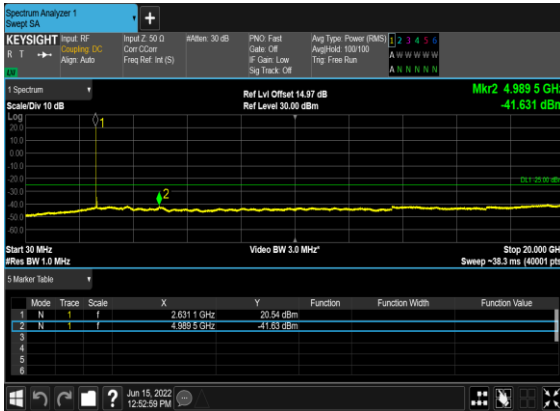 Spectrum Analyzer 1
Swept SA
KEYSIGHT Input: RF Input Z: 50 Ω #Atten: 30 dB PNO: Fast Avg Type: Power (RMS) 1 2 3 4 5 6
R T Coupling: DC Corr CCorr Gate: Off Avg|Hold: 100/100 A W W W W W
Align: Auto Freq Ref: Int (S) IF Gain: Low Trig: Free Run
Sig Track: Off A N N N N N
1 Spectrum Ref Lvl Offset 14.97 dB Mkr2 4.989 5 GHz
Scale/Div 10 dB Ref Level 30.00 dBm -41.631 dBm
Log
20.0
10.0
0.00
-10.0
-20.0
-30.0
-40.0
-50.0
-60.0
1
2
DL1 -25.00 dBm
Start 30 MHz Video BW 3.0 MHz* Stop 20.000 GHz
#Res BW 1.0 MHz Sweep ~38.3 ms (40001 pts)
5 Marker Table
Mode Trace Scale X Y Function Function Width Function Value
1 N 1 f 2.631 1 GHz 20.54 dBm
2 N 1 f 4.989 5 GHz -41.63 dBm
3
4
5
6
? Jun 15, 2022
12:52:59 PM